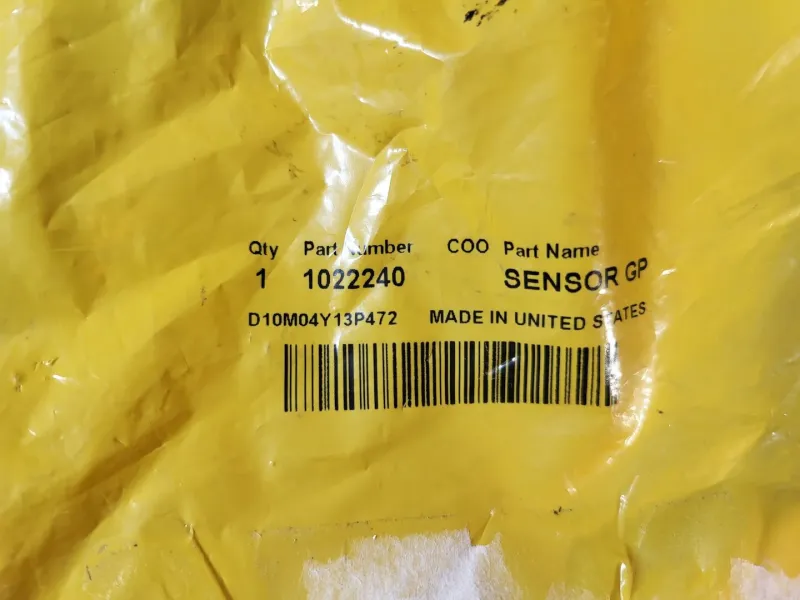 Qty Part Number COO Part Name
1 1022240 SENSOR GP
D10M04Y13P472 MADE IN UNITED STATES